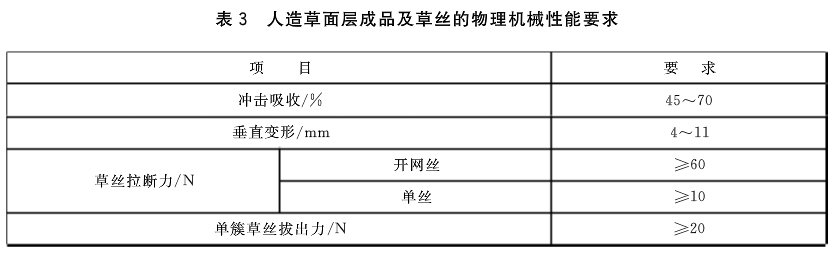 表 3 人造草面层成品及草丝的物理机械性能要求
项 目 要 求
冲击吸收/% 45～70
垂直变形/mm 4～11
草丝拉断力/N 开网丝 ≥60
单丝 ≥10
单簇草丝拔出力/N ≥20